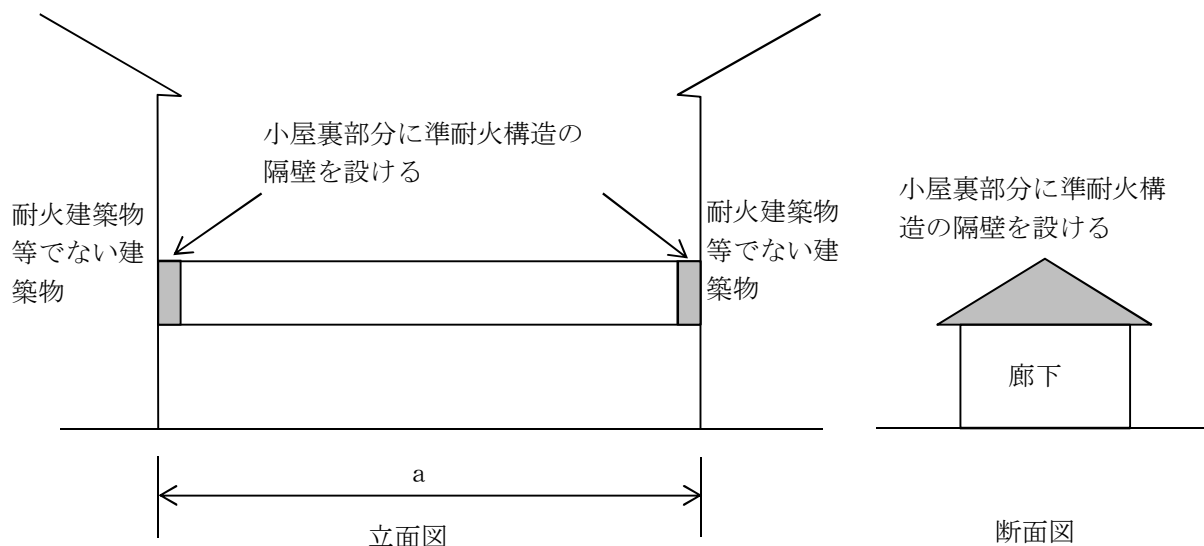 小屋裏部分に準耐火構造の
隔壁を設ける
耐火建築物
等でない建
築物
耐火建築物
等でない建
築物
a
立面図
小屋裏部分に準耐火構
造の隔壁を設ける
廊下
断面図